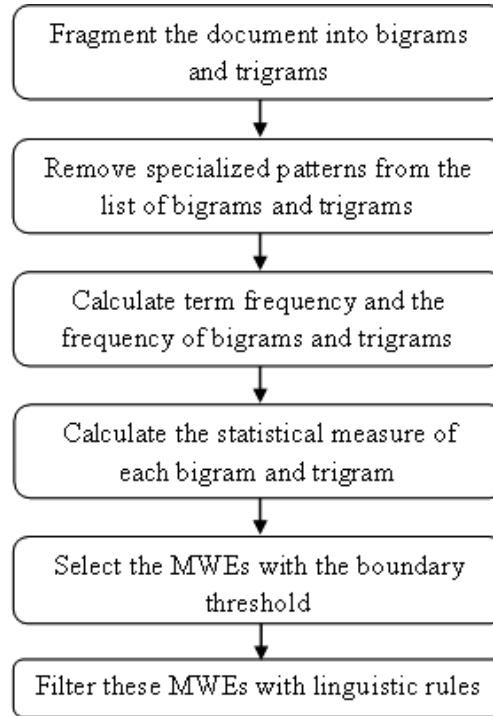 Fragment the document into bigrams
and trigrams
Remove specialized patterns from the
list of bigrams and trigrams
Calculate term frequency and the
frequency of bigrams and trigrams
Calculate the statistical measure of
each bigram and trigram
Select the MWEs with the boundary
threshold
Filter these MWEs with linguistic rules